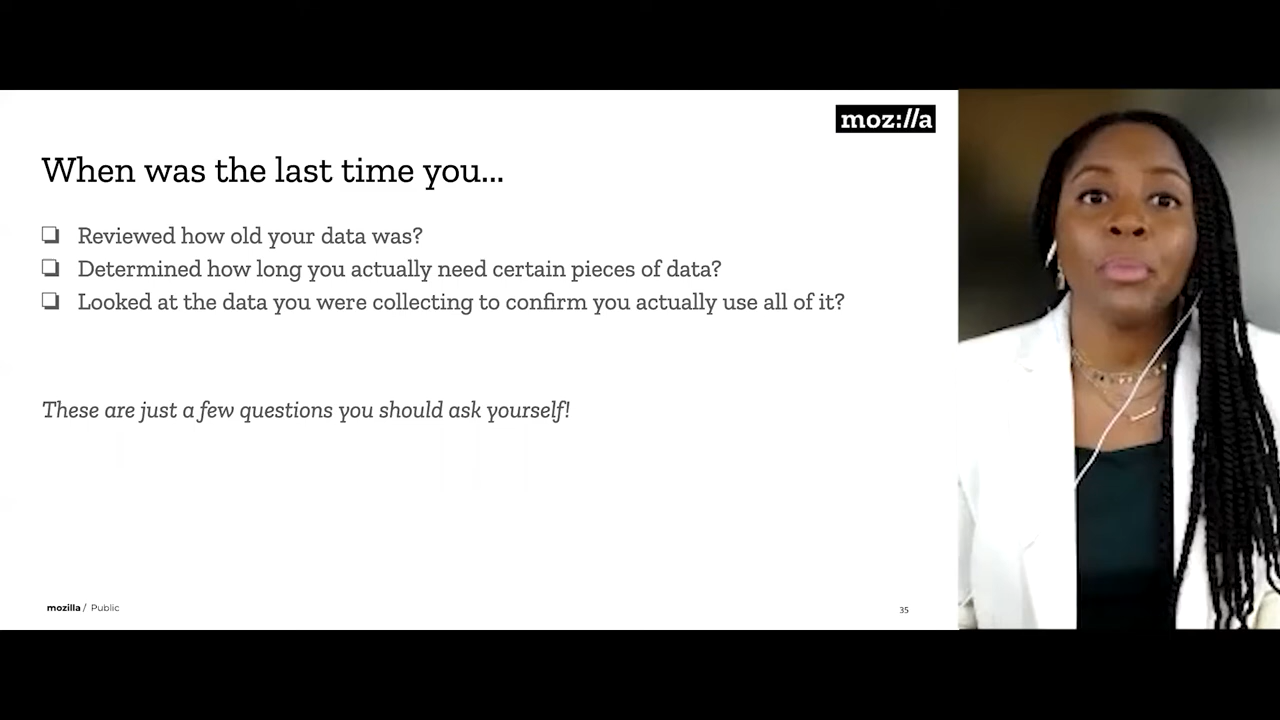 moz://a
When was the last time you...
❏ Reviewed how old your data was?
❏ Determined how long you actually need certain pieces of data?
❏ Looked at the data you were collecting to confirm you actually use all of it?
These are just a few questions you should ask yourself!
mozilla / Public
35